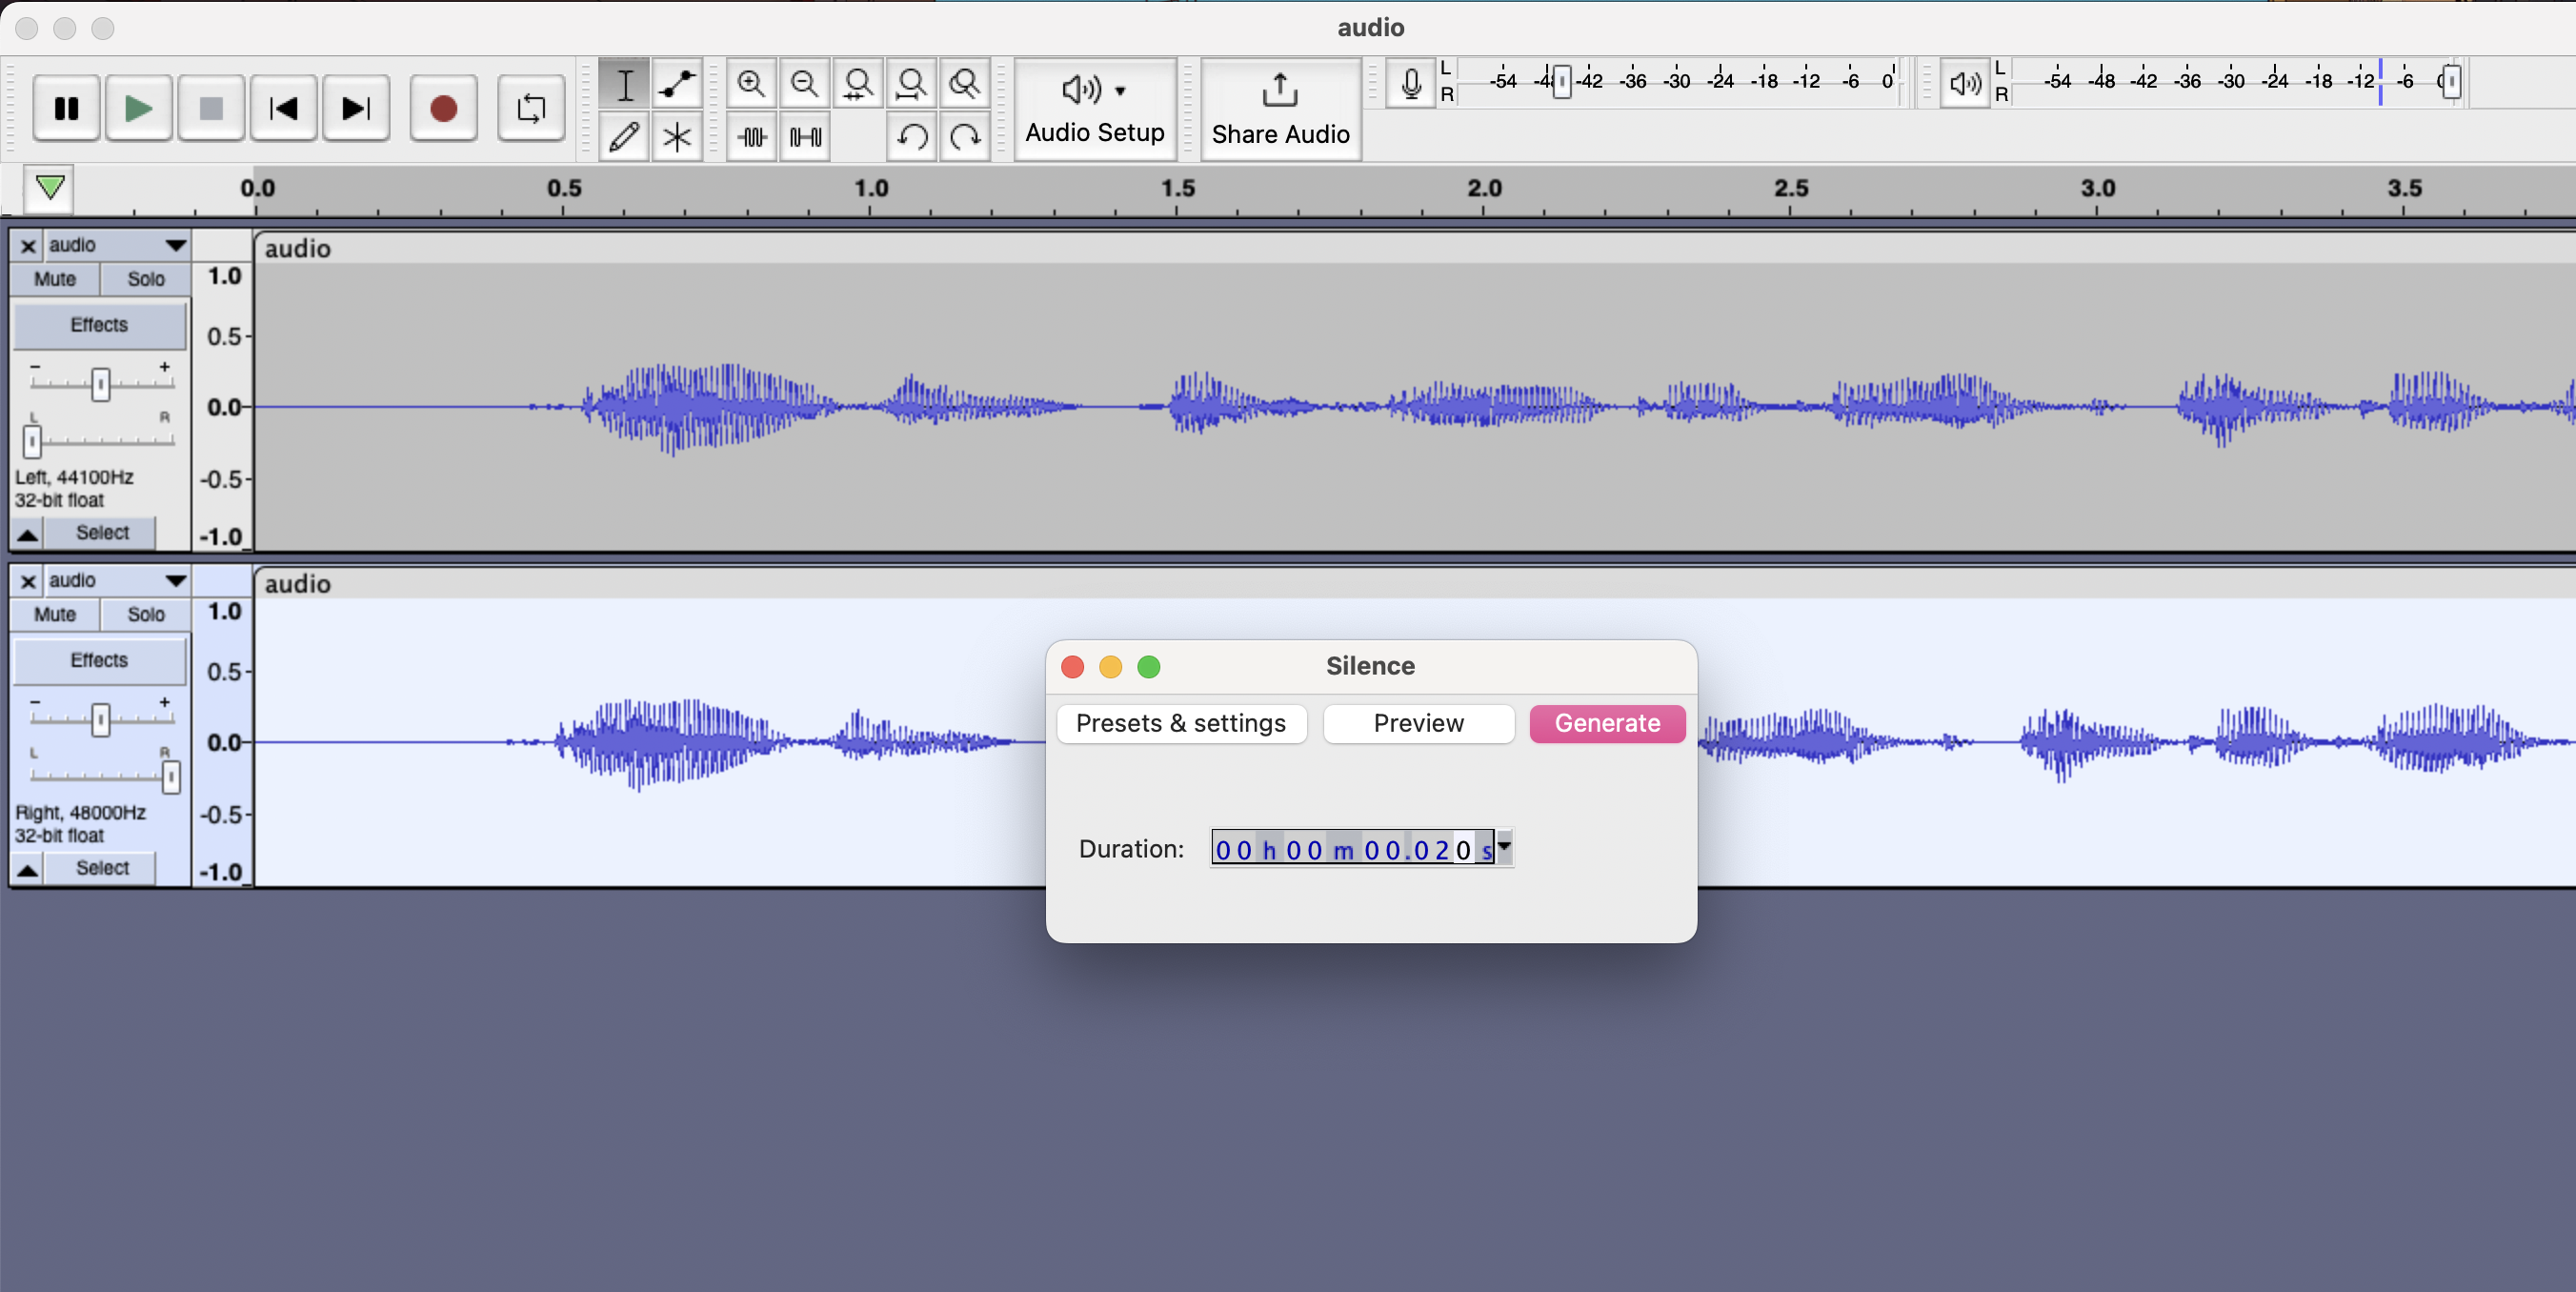 audio
Audio Setup
Share Audio
L
R
-54 -48 -42 -36 -30 -24 -18 -12 -6 0
L
R
-54 -48 -42 -36 -30 -24 -18 -12 -6
0.0 0.5 1.0 1.5 2.0 2.5 3.0 3.5
audio
audio
Mute Solo
Effects
- +
L R
Left, 44100Hz
32-bit float
Select
1.0
0.5
0.0
-0.5
-1.0
audio
audio
Mute Solo
Effects
- +
L R
Right, 48000Hz
32-bit float
Select
1.0
0.5
0.0
-0.5
-1.0
Silence
Presets & settings Preview Generate
Duration: 00 h 00 m 00.020 s